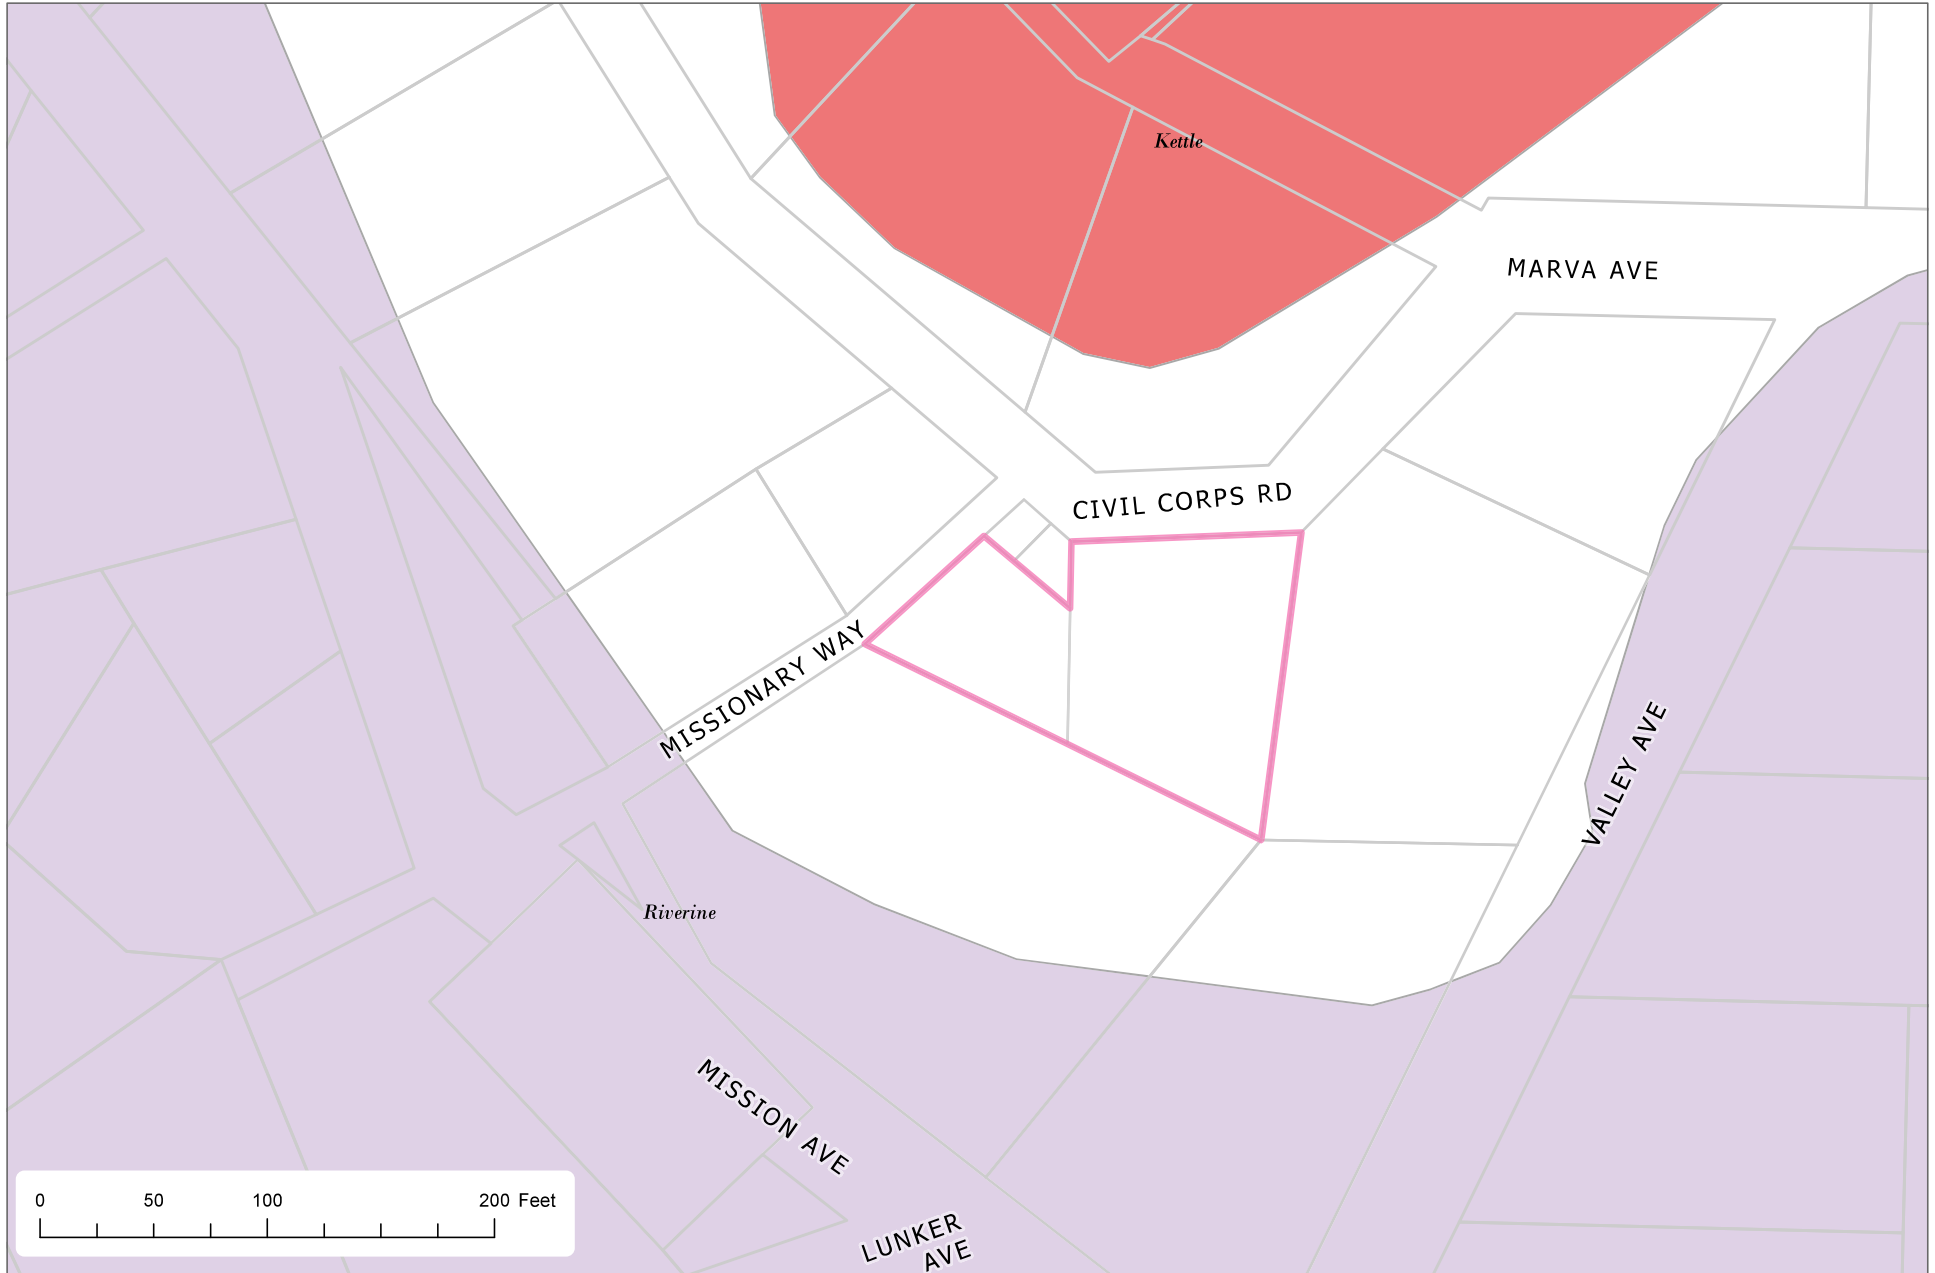 Kettle
MARVA AVE
CIVIL CORPS RD
MISSIONARY WAY
VALLEY AVE
Riverine
MISSION AVE
LUNKER
AVE
0 50 100 200 Feet